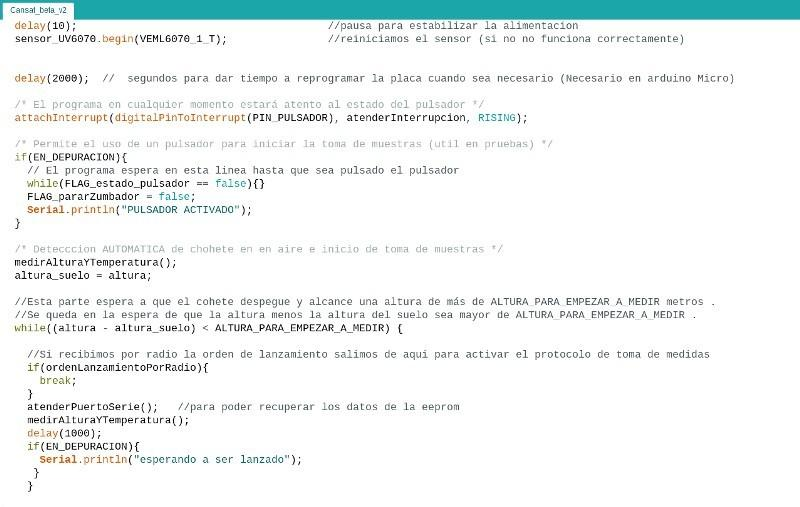 Cansat_beta_v2
delay(10);                                        //pausa para estabilizar la alimentacion
sensor_UV6070.begin(VEML6070_1_T);                //reiniciamos el sensor (si no no funciona correctamente)
delay(2000);  //  segundos para dar tiempo a reprogramar la placa cuando sea necesario (Necesario en arduino Micro)
/* El programa en cualquier momento estará atento al estado del pulsador */
attachInterrupt(digitalPinToInterrupt(PIN_PULSADOR), atenderInterrupcion, RISING);
/* Permite el uso de un pulsador para iniciar la toma de muestras (util en pruebas) */
if(EN_DEPURACION){
  // El programa espera en esta linea hasta que sea pulsado el pulsador
  while(FLAG_estado_pulsador == false){}
  FLAG_pararZumbador = false;
  Serial.println("PULSADOR ACTIVADO");
}
/* Detecccion AUTOMATICA de chohete en en aire e inicio de toma de muestras */
medirAlturaYTemperatura();
altura_suelo = altura;
//Esta parte espera a que el cohete despegue y alcance una altura de más de ALTURA_PARA_EMPEZAR_A_MEDIR metros .
//Se queda en la espera de que la altura menos la altura del suelo sea mayor de ALTURA_PARA_EMPEZAR_A_MEDIR .
while((altura - altura_suelo) < ALTURA_PARA_EMPEZAR_A_MEDIR) {
  //Si recibimos por radio la orden de lanzamiento salimos de aqui para activar el protocolo de toma de medidas
  if(ordenLanzamientoPorRadio){
    break;
  }
  atenderPuertoSerie();   //para poder recuperar los datos de la eeprom
  medirAlturaYTemperatura();
  delay(1000);
  if(EN_DEPURACION){
    Serial.println("esperando a ser lanzado");
   }
  }